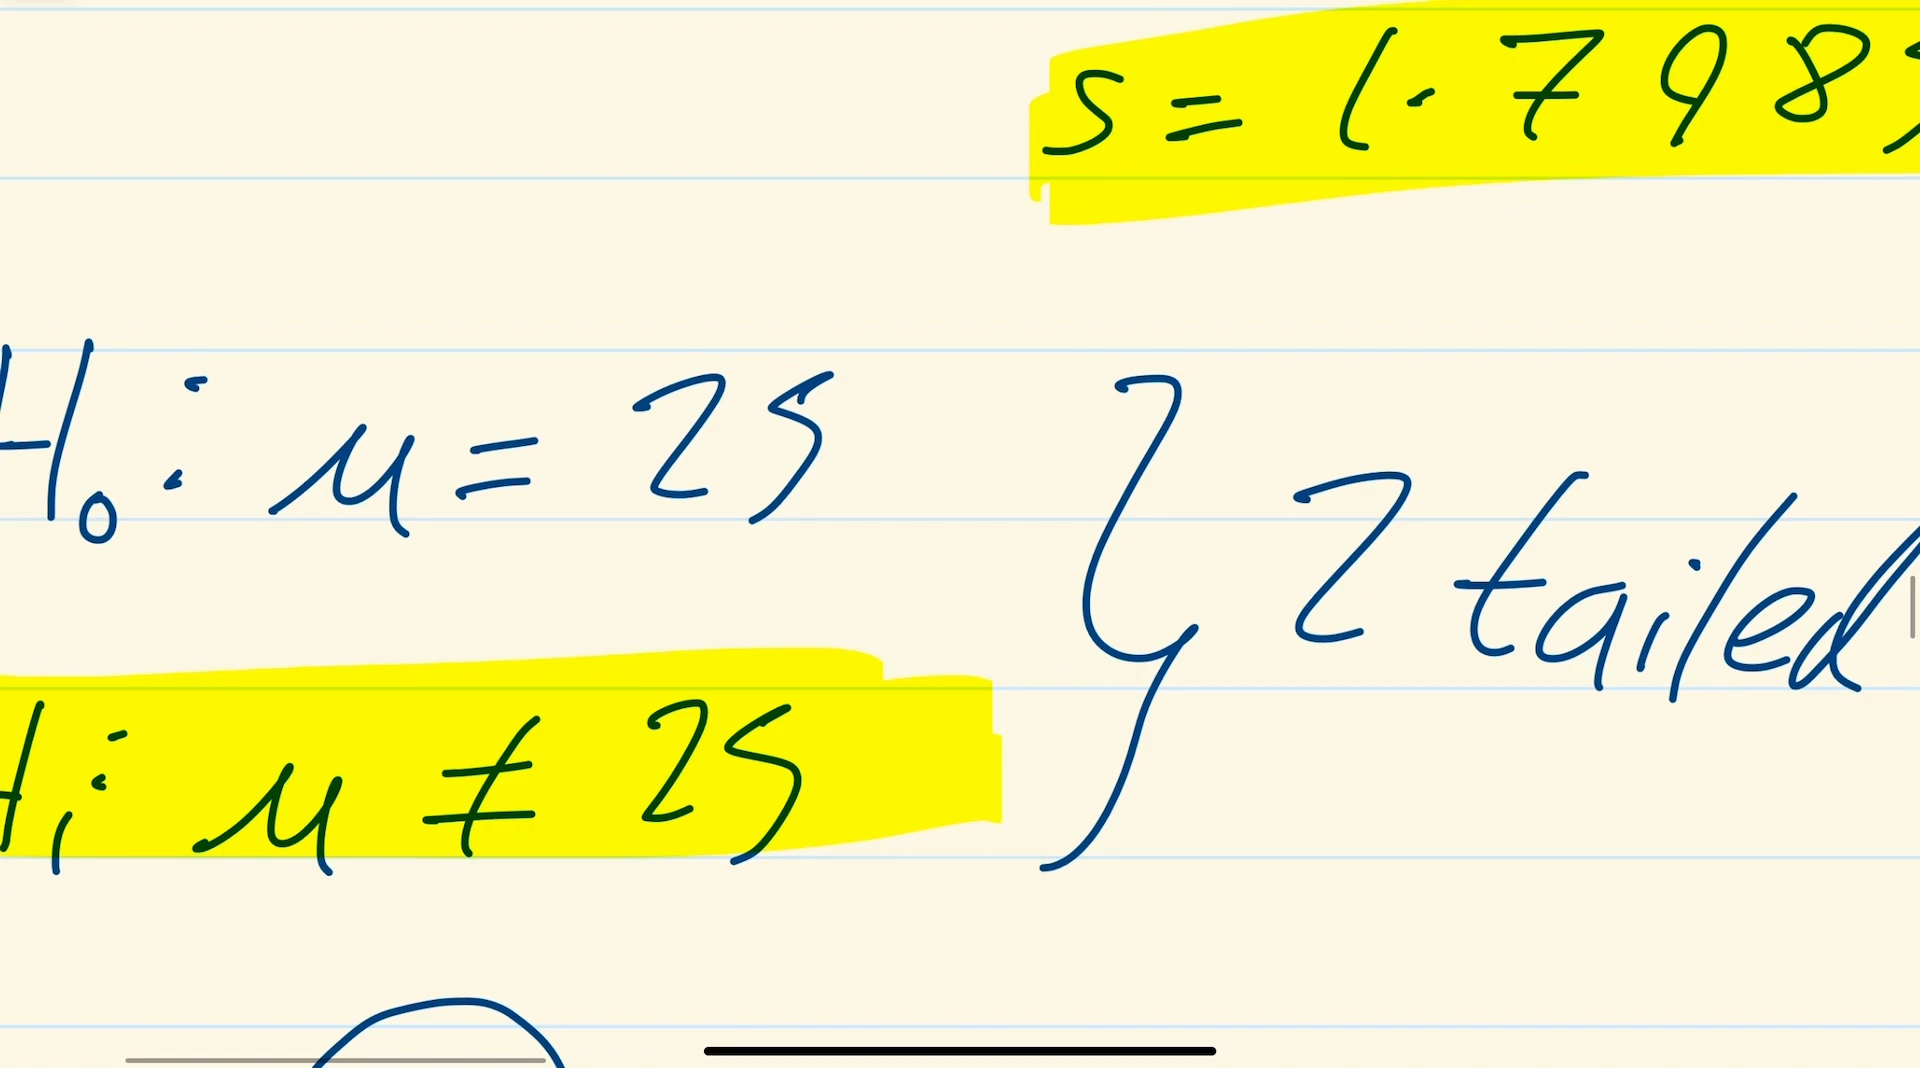 s = 1.798
H₀: μ = 25
2 tailed
H₁: μ ≠ 25